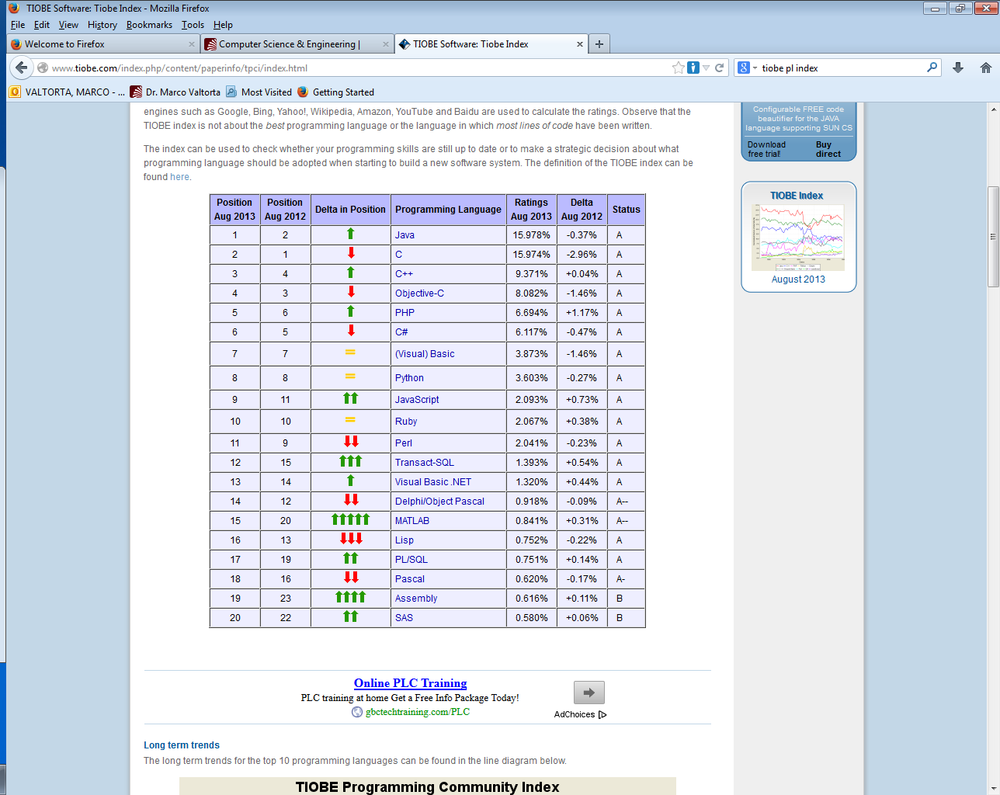 TIOBE Software: Tiobe Index - Mozilla Firefox
File Edit View History Bookmarks Tools Help
Welcome to Firefox
Computer Science & Engineering |
TIOBE Software: Tiobe Index
www.tiobe.com/index.php/content/paperinfo/tpci/index.html
tiobe pl index
VALTORTA, MARCO - ... Dr. Marco Valtorta Most Visited Getting Started
engines such as Google, Bing, Yahoo!, Wikipedia, Amazon, YouTube and Baidu are used to calculate the ratings. Observe that the
TIOBE index is not about the best programming language or the language in which most lines of code have been written.
The index can be used to check whether your programming skills are still up to date or to make a strategic decision about what
programming language should be adopted when starting to build a new software system. The definition of the TIOBE index can be
found here.
Position Aug 2013 Position Aug 2012 Delta in Position Programming Language Ratings Aug 2013 Delta Aug 2012 Status
1 2 Java 15.978% -0.37% A
2 1 C 15.974% -2.96% A
3 4 C++ 9.371% +0.04% A
4 3 Objective-C 8.082% -1.46% A
5 6 PHP 6.694% +1.17% A
6 5 C# 6.117% -0.47% A
7 7 = (Visual) Basic 3.873% -1.46% A
8 8 = Python 3.603% -0.27% A
9 11 JavaScript 2.093% +0.73% A
10 10 = Ruby 2.067% +0.38% A
11 9 Perl 2.041% -0.23% A
12 15 Transact-SQL 1.393% +0.54% A
13 14 Visual Basic .NET 1.320% +0.44% A
14 12 Delphi/Object Pascal 0.918% -0.09% A--
15 20 MATLAB 0.841% +0.31% A--
16 13 Lisp 0.752% -0.22% A
17 19 PL/SQL 0.751% +0.14% A
18 16 Pascal 0.620% -0.17% A-
19 23 Assembly 0.616% +0.11% B
20 22 SAS 0.580% +0.06% B
Configurable FREE code
beautifier for the JAVA
language supporting SUN CS
Download
free trial!
Buy
direct
TIOBE Index
August 2013
Online PLC Training
PLC training at home Get a Free Info Package Today!
gbctechtraining.com/PLC
AdChoices
Long term trends
The long term trends for the top 10 programming languages can be found in the line diagram below.
TIOBE Programming Community Index